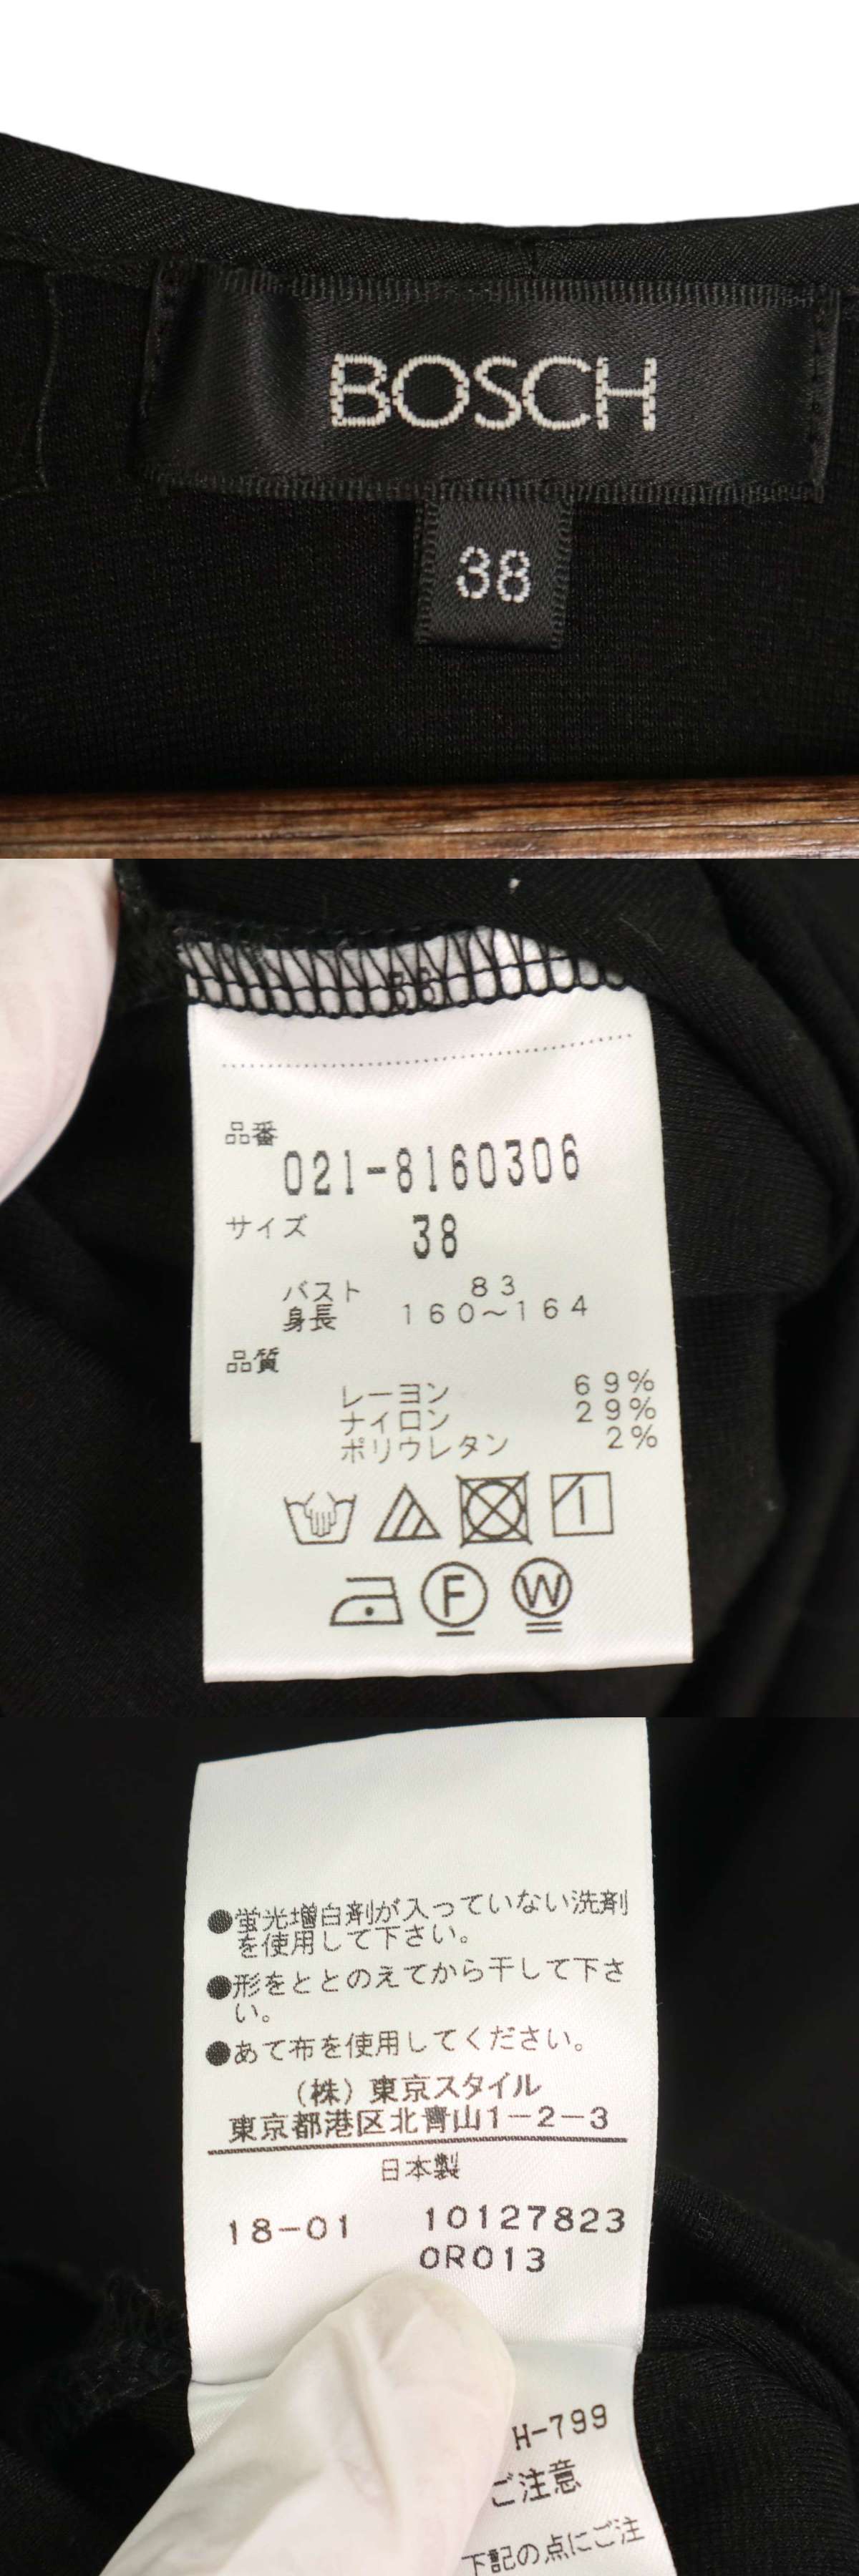 BOSCH
38
品番
021-8160306
サイズ 38
バスト 83
身長 160～164
品質
レーヨン 69%
ナイロン 29%
ポリウレタン 2%
F W
●蛍光増白剤が入っていない洗剤
を使用して下さい。
●形をととのえてから干して下さ
い。
●あて布を使用してください。
（株）東京スタイル
東京都港区北青山1－2－3
日本製
18-01 10127823
0R013
H-799
ご注意
下記の点にご注